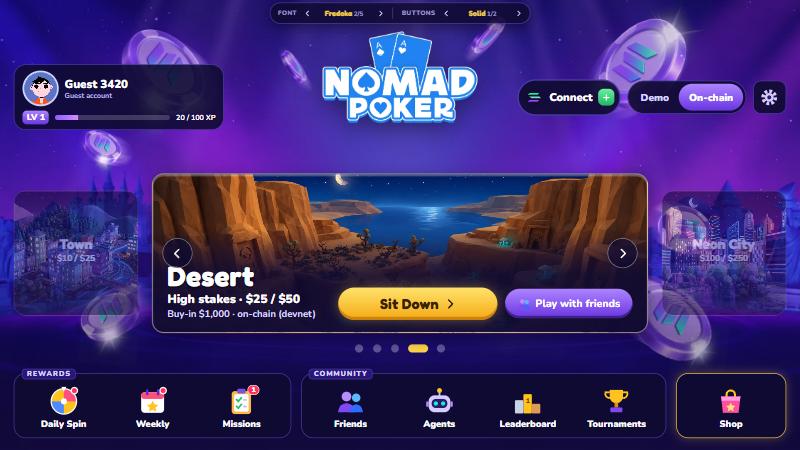 FONT < Fredoka 2/5 > BUTTONS < Solid 1/2 >
A A
NOMAD
POKER
Guest 3420
Guest account
LV 1 20 / 100 XP
Connect +
Demo On-chain
Town
$10 / $25
Desert
High stakes · $25 / $50
Buy-in $1,000 · on-chain (devnet)
Sit Down >
Play with friends
Neon City
$100 / $250
REWARDS
Daily Spin
Weekly
1
Missions
COMMUNITY
Friends
Agents
1
Leaderboard
Tournaments
Shop